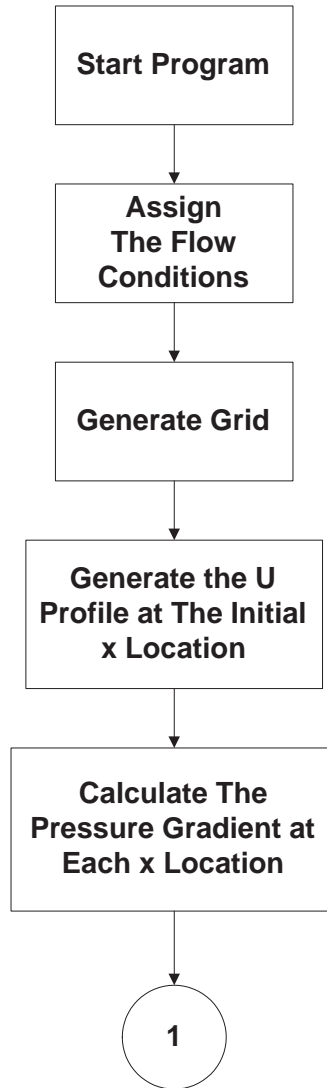 Start Program
Assign
The Flow
Conditions
Generate Grid
Generate the U
Profile at The Initial
x Location
Calculate The
Pressure Gradient at
Each x Location
1